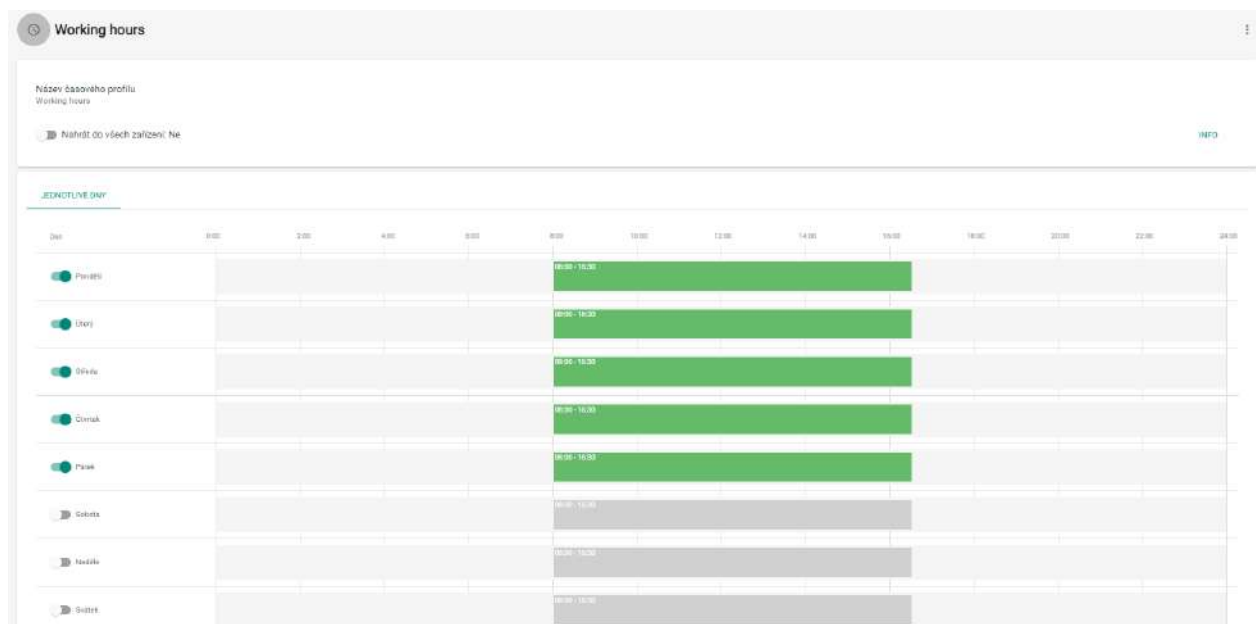 Working hours
Název časového profilu
Working hours
Nahrát do všech zařízení: Ne
INFO
JEDNOTLIVÉ DNY
Den 0:00 2:00 4:00 6:00 8:00 10:00 12:00 14:00 16:00 18:00 20:00 22:00 24:00
Pondělí 08:00 - 16:30
Úterý 08:00 - 16:30
Středa 08:00 - 16:30
Čtvrtek 08:00 - 16:30
Pátek 08:00 - 16:30
Sobota 08:00 - 16:30
Neděle 08:00 - 16:30
Svátek 08:00 - 16:30